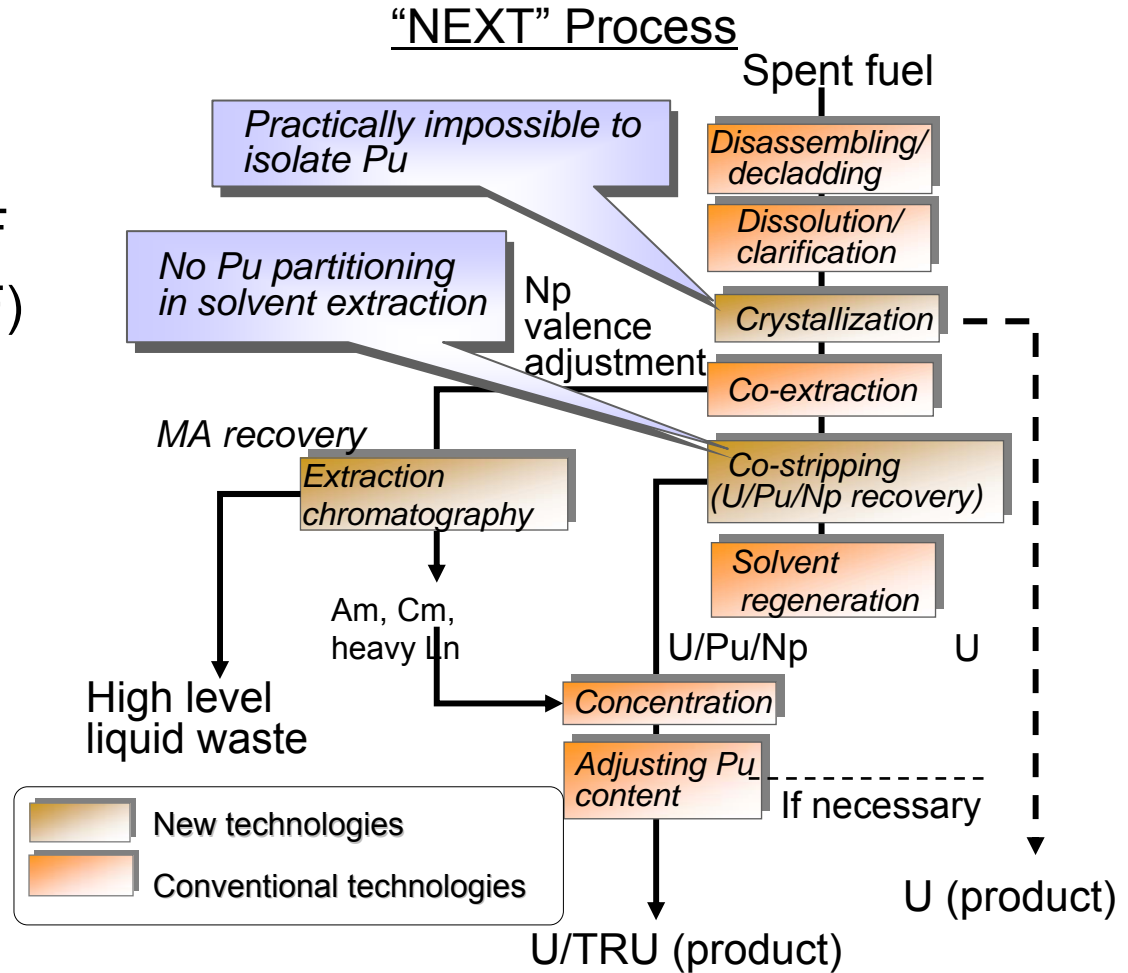 “NEXT” Process
Spent fuel
Practically impossible to
isolate Pu
Disassembling/
decladding
Dissolution/
clarification
No Pu partitioning
in solvent extraction
Np
valence
adjustment
Crystallization
Co-extraction
MA recovery
Extraction
chromatography
Co-stripping
(U/Pu/Np recovery)
Solvent
regeneration
Am, Cm,
heavy Ln
U/Pu/Np
U
High level
liquid waste
Concentration
Adjusting Pu
content
If necessary
New technologies
Conventional technologies
U (product)
U/TRU (product)